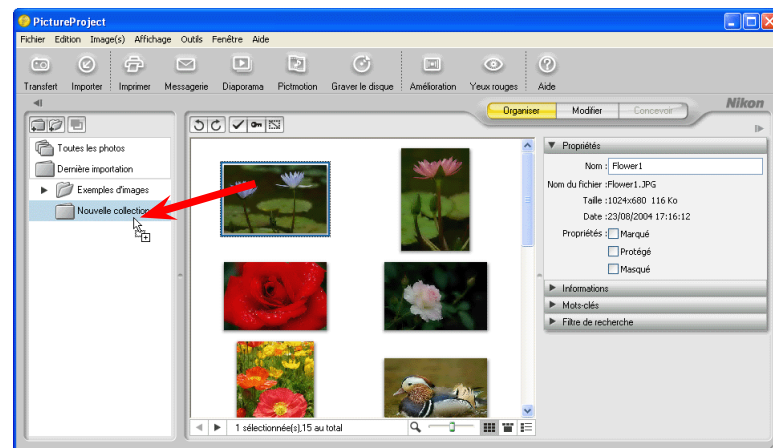 PictureProject
Fichier Edition Image(s) Affichage Outils Fenêtre Aide
Transfert Importer Imprimer Messagerie Diaporama Pictmotion Graver le disque Amélioration Yeux rouges Aide
Organiser Modifier Concevoir Nikon
Toutes les photos
Dernière importation
Exemples d'images
Nouvelle collection
Propriétés
Nom : Flower1
Nom du fichier :Flower1.JPG
Taille :1024x680 116 Ko
Date :23/08/2004 17:16:12
Propriétés : Marqué
Protégé
Masqué
Informations
Mots-clés
Filtre de recherche
1 sélectionnée(s),15 au total